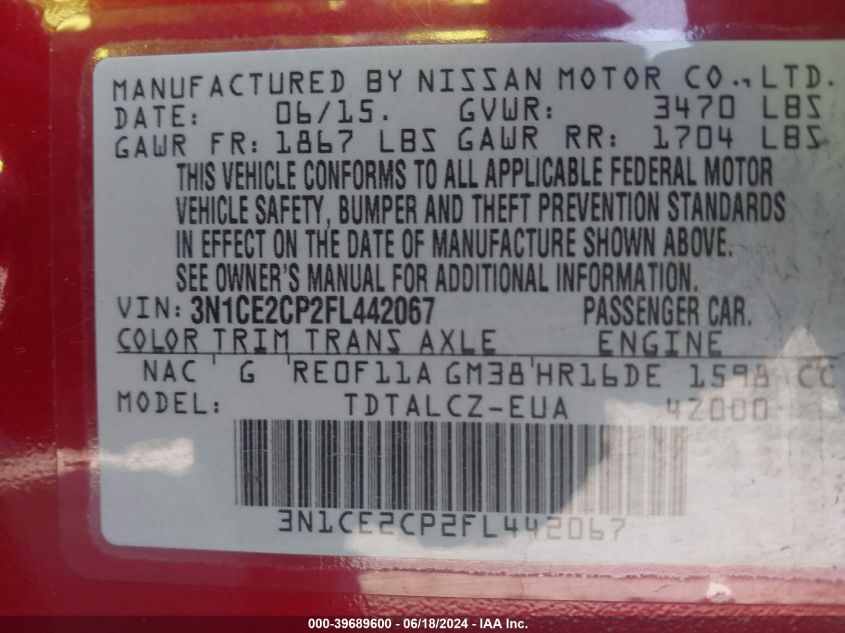 MANUFACTURED BY NISSAN MOTOR CO., LTD.
DATE: 06/15. GVWR: 3470 LBS
GAWR FR: 1867 LBS GAWR RR: 1704 LBS
THIS VEHICLE CONFORMS TO ALL APPLICABLE FEDERAL MOTOR
VEHICLE SAFETY, BUMPER AND THEFT PREVENTION STANDARDS
IN EFFECT ON THE DATE OF MANUFACTURE SHOWN ABOVE.
SEE OWNER'S MANUAL FOR ADDITIONAL INFORMATION.
VIN: 3N1CE2CP2FL442067 PASSENGER CAR.
COLOR TRIM TRANS AXLE ENGINE
NAC G RE0F11A GM38 HR16DE 1598 CC
MODEL: TDTALCZ-EUA 4Z000
3N1CE2CP2FL442067
000-39689600 - 06/18/2024 - IAA, Inc.